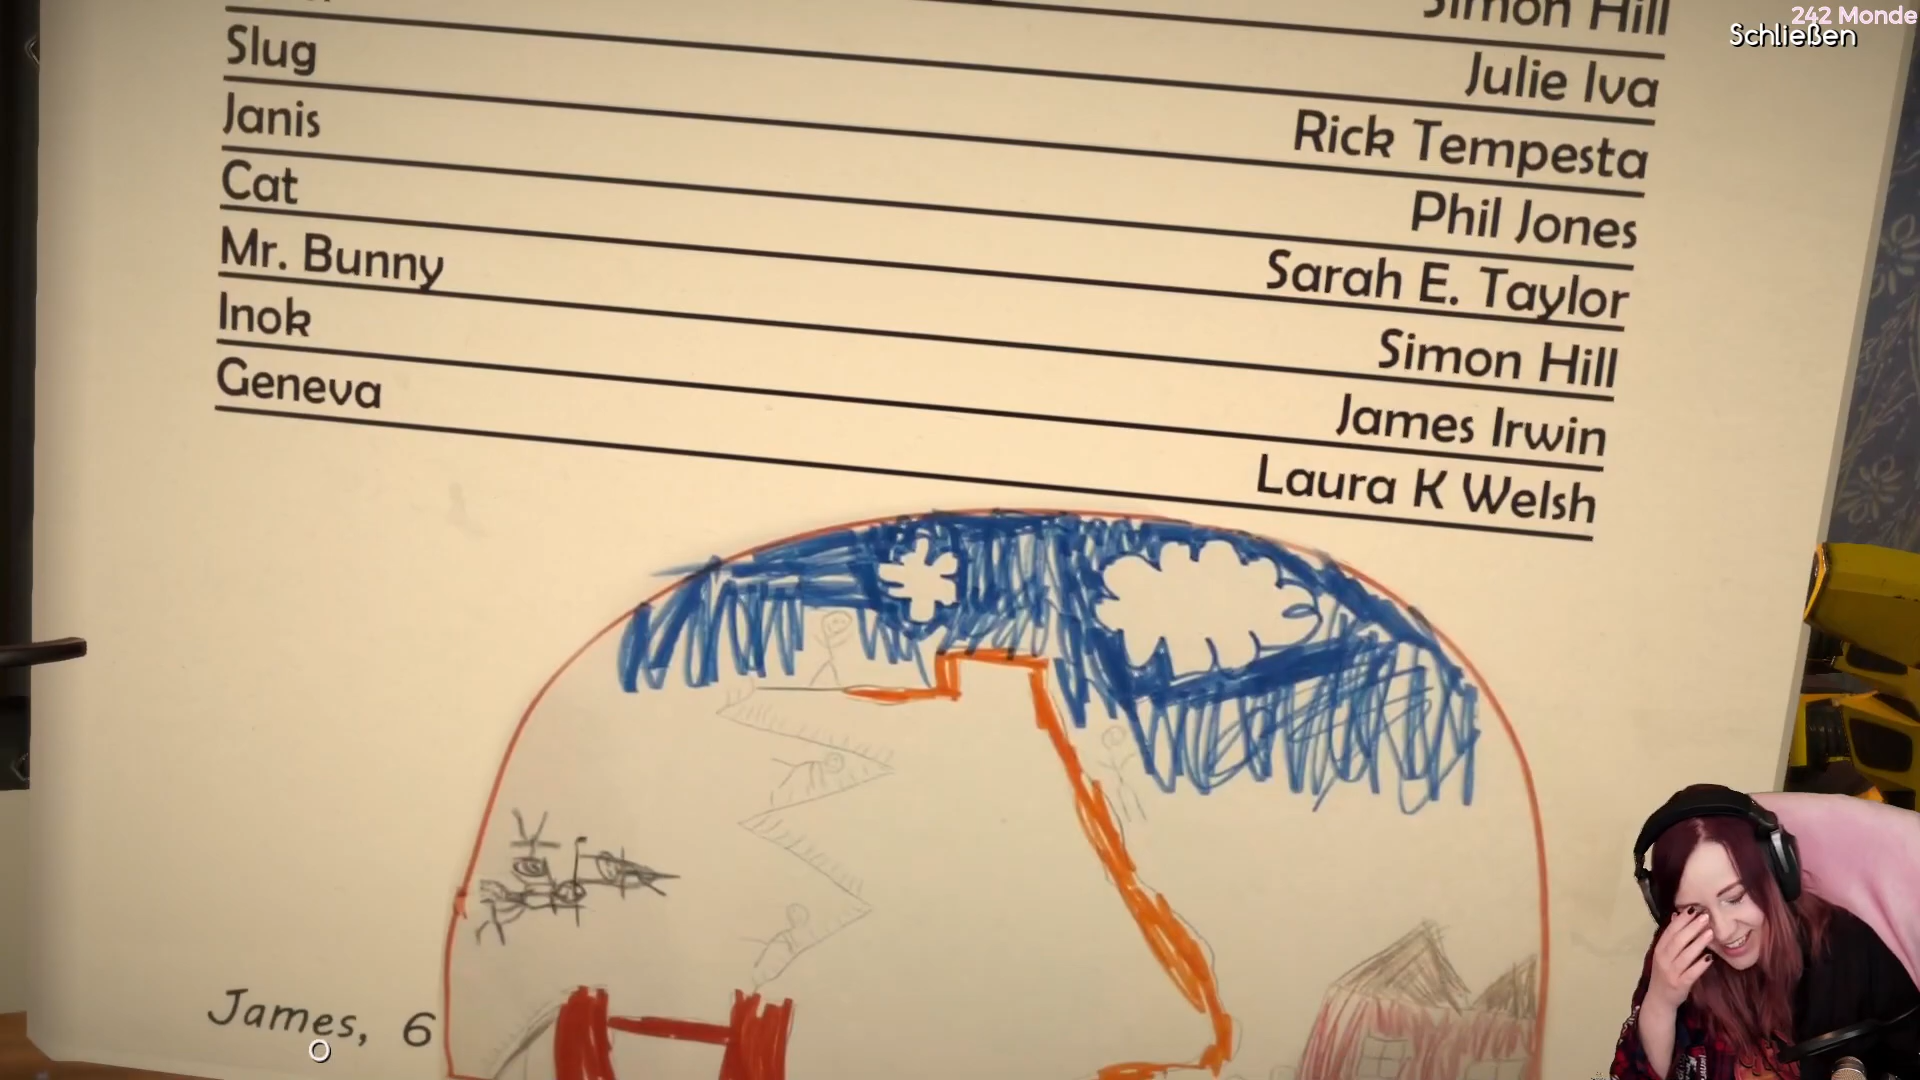 242 Monde
Schließen
Simon Hill
Slug Julie Iva
Janis Rick Tempesta
Cat Phil Jones
Mr. Bunny Sarah E. Taylor
Inok Simon Hill
Geneva James Irwin
Laura K Welsh
James, 6